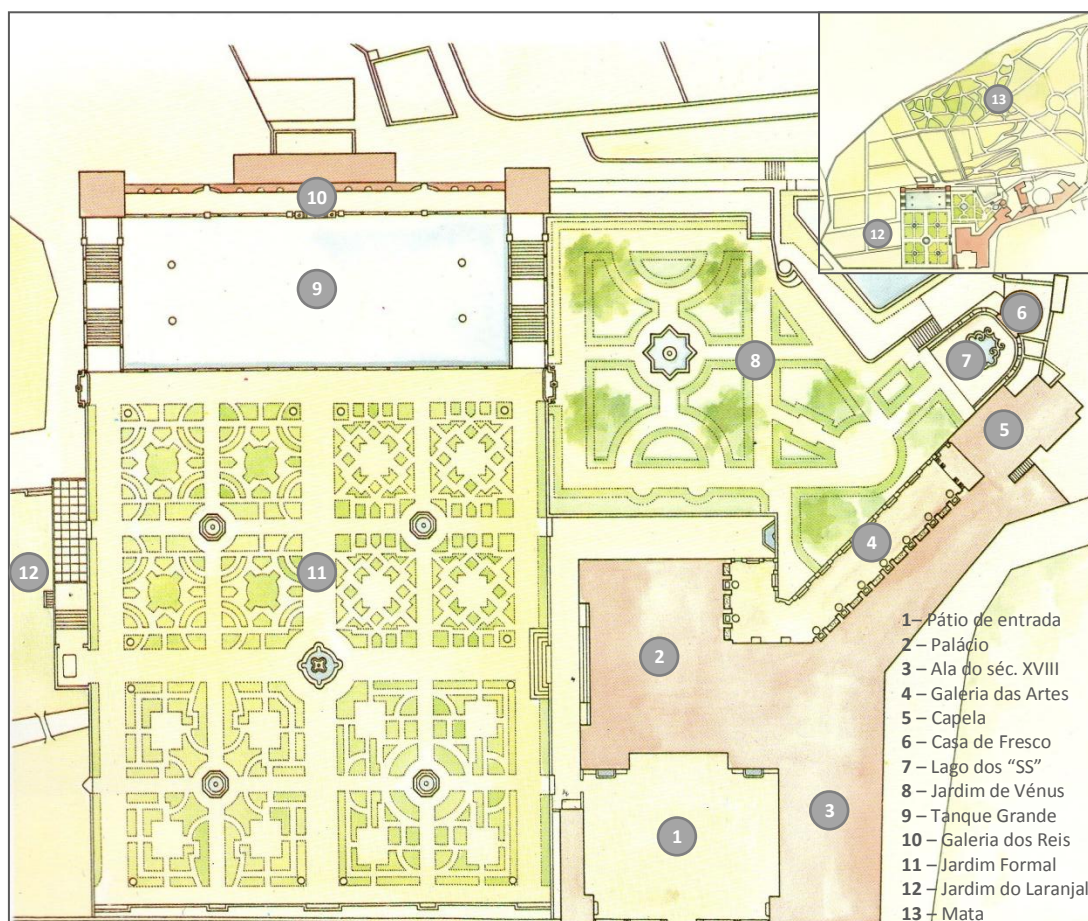 13
12
10
9
6
8
7
5
4
12
11
2
1
3
1– Pátio de entrada
2 – Palácio
3 – Ala do séc. XVIII
4 – Galeria das Artes
5 – Capela
6 – Casa de Fresco
7 – Lago dos “SS”
8 – Jardim de Vénus
9 – Tanque Grande
10 – Galeria dos Reis
11 – Jardim Formal
12 – Jardim do Laranjal
13 – Mata